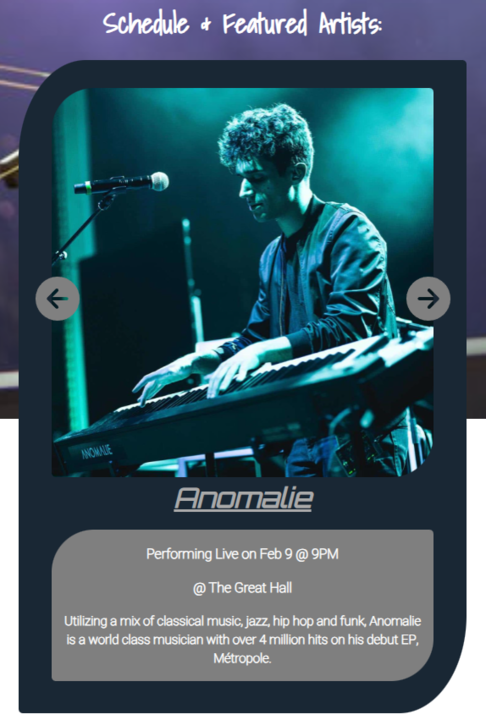 Schedule & Featured Artists:
ANOMALIE
Anomalie
Performing Live on Feb 9 @ 9PM
@ The Great Hall
Utilizing a mix of classical music, jazz, hip hop and funk, Anomalie
is a world class musician with over 4 million hits on his debut EP,
Métropole.